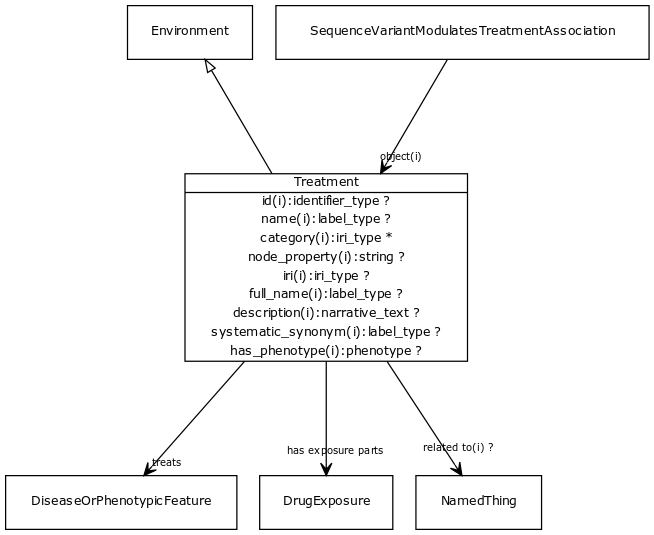 Environment
SequenceVariantModulatesTreatmentAssociation
object(i)
Treatment
id(i):identifier_type ?
name(i):label_type ?
category(i):iri_type *
node_property(i):string ?
iri(i):iri_type ?
full_name(i):label_type ?
description(i):narrative_text ?
systematic_synonym(i):label_type ?
has_phenotype(i):phenotype ?
treats
has exposure parts
related to(i) ?
DiseaseOrPhenotypicFeature
DrugExposure
NamedThing